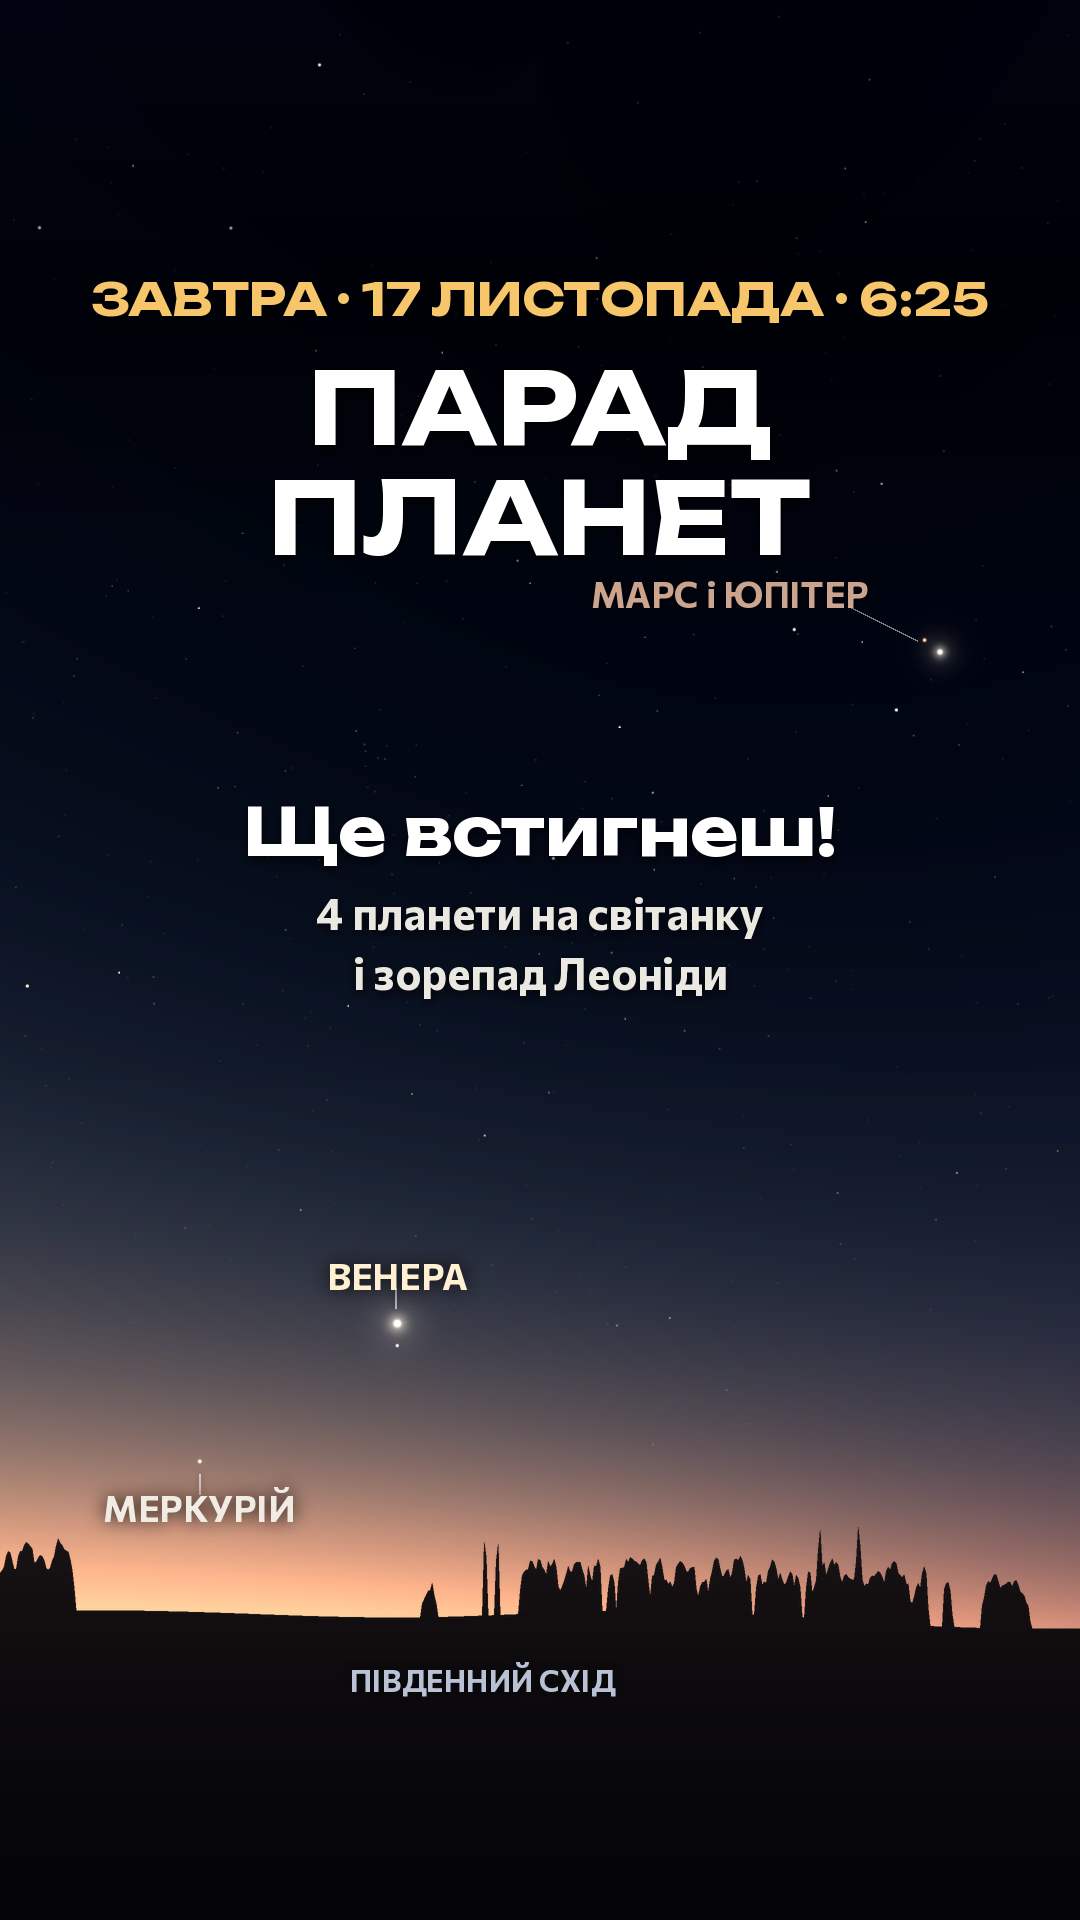 ЗАВТРА · 17 ЛИСТОПАДА · 6:25
ПАРАД
ПЛАНЕТ
МАРС і ЮПІТЕР
Ще встигнеш!
4 планети на світанку
і зорепад Леоніди
ВЕНЕРА
МЕРКУРІЙ
ПІВДЕННИЙ СХІД